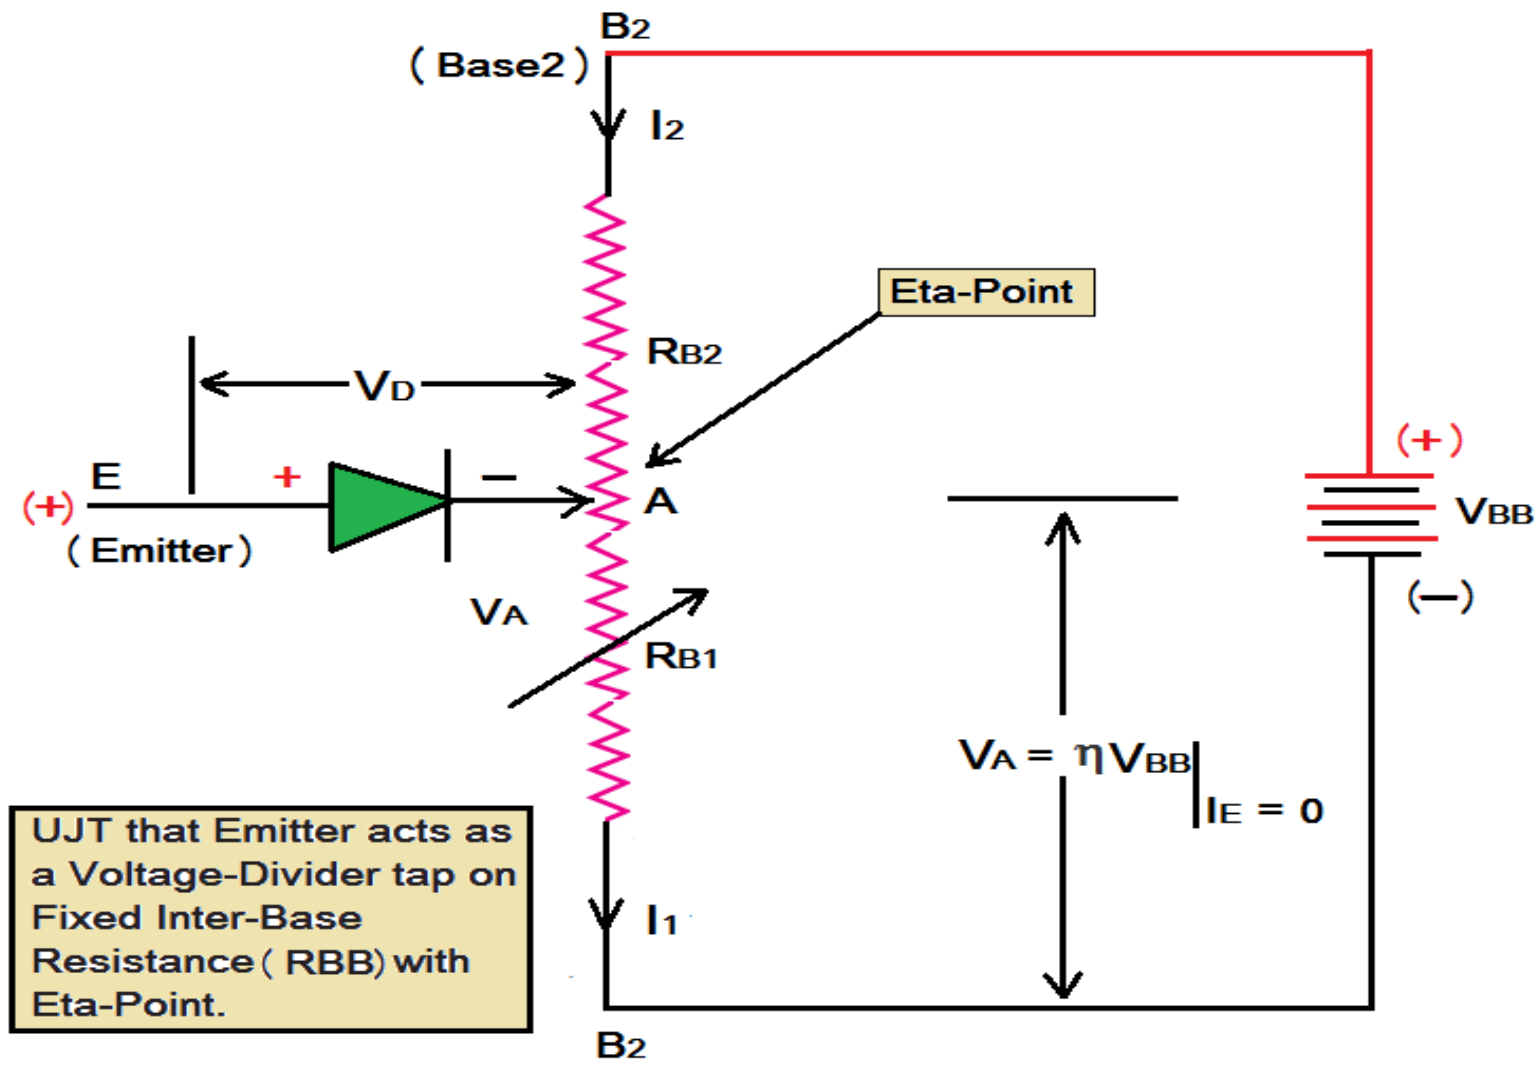 B2
( Base2 )
I2
Eta-Point
RB2
VD
(+)
E
+
−
(+)
A
VBB
( Emitter )
(−)
VA
RB1
VA = ηVBB| IE = 0
UJT that Emitter acts as
a Voltage-Divider tap on
Fixed Inter-Base
Resistance ( RBB) with
Eta-Point.
I1
B2